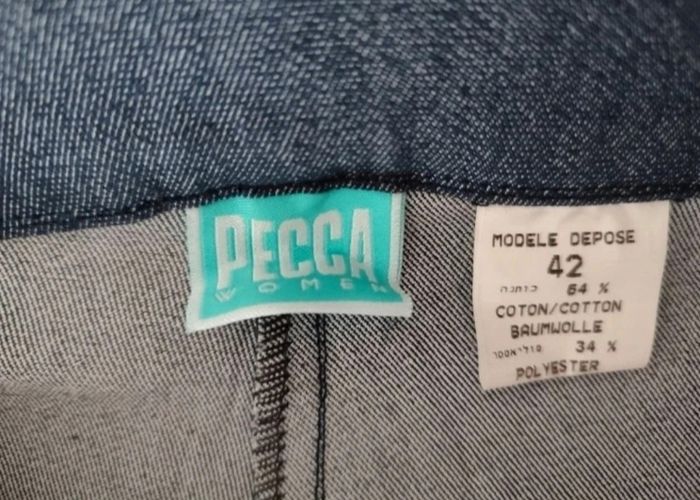 PECCA
WOMEN
MODELE DEPOSE
42
כותנה 64 %
COTON/COTTON
BAUMWOLLE
פוליאסטר 34 %
POLYESTER